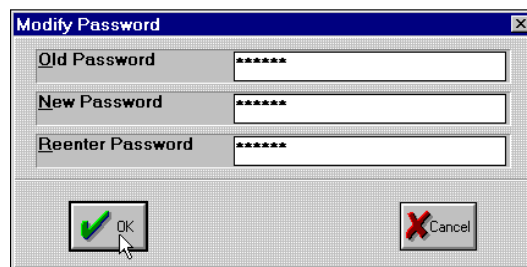 Modify Password
Old Password ******
New Password ******
Reenter Password ******
OK Cancel